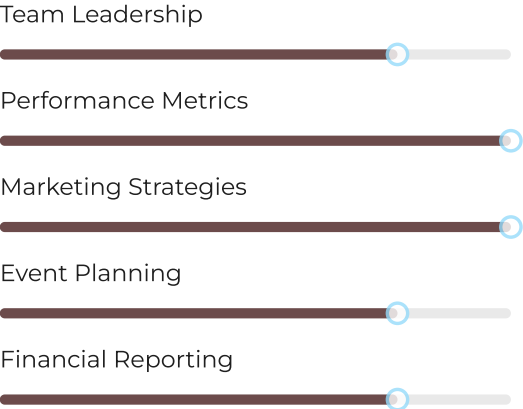 Team Leadership
Performance Metrics
Marketing Strategies
Event Planning
Financial Reporting